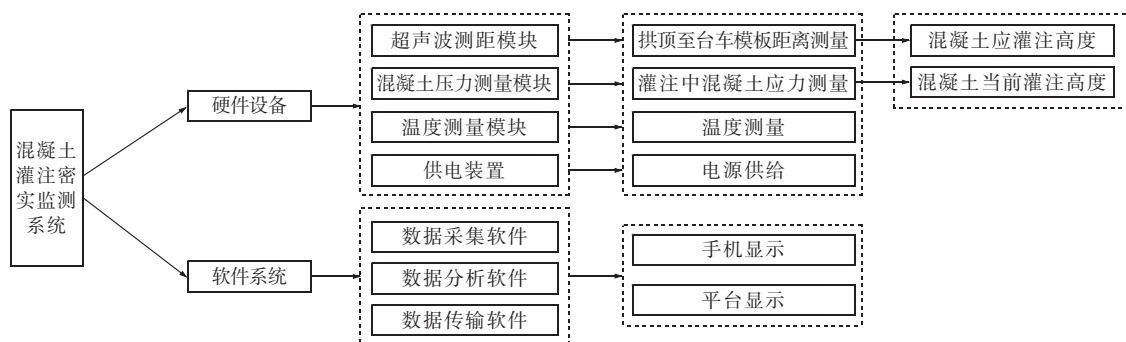 混凝土
灌注密
实监测
系统
硬件设备
软件系统
超声波测距模块
混凝土压力测量模块
温度测量模块
供电装置
拱顶至台车模板距离测量
灌注中混凝土应力测量
温度测量
电源供给
混凝土应灌注高度
混凝土当前灌注高度
数据采集软件
数据分析软件
数据传输软件
手机显示
平台显示